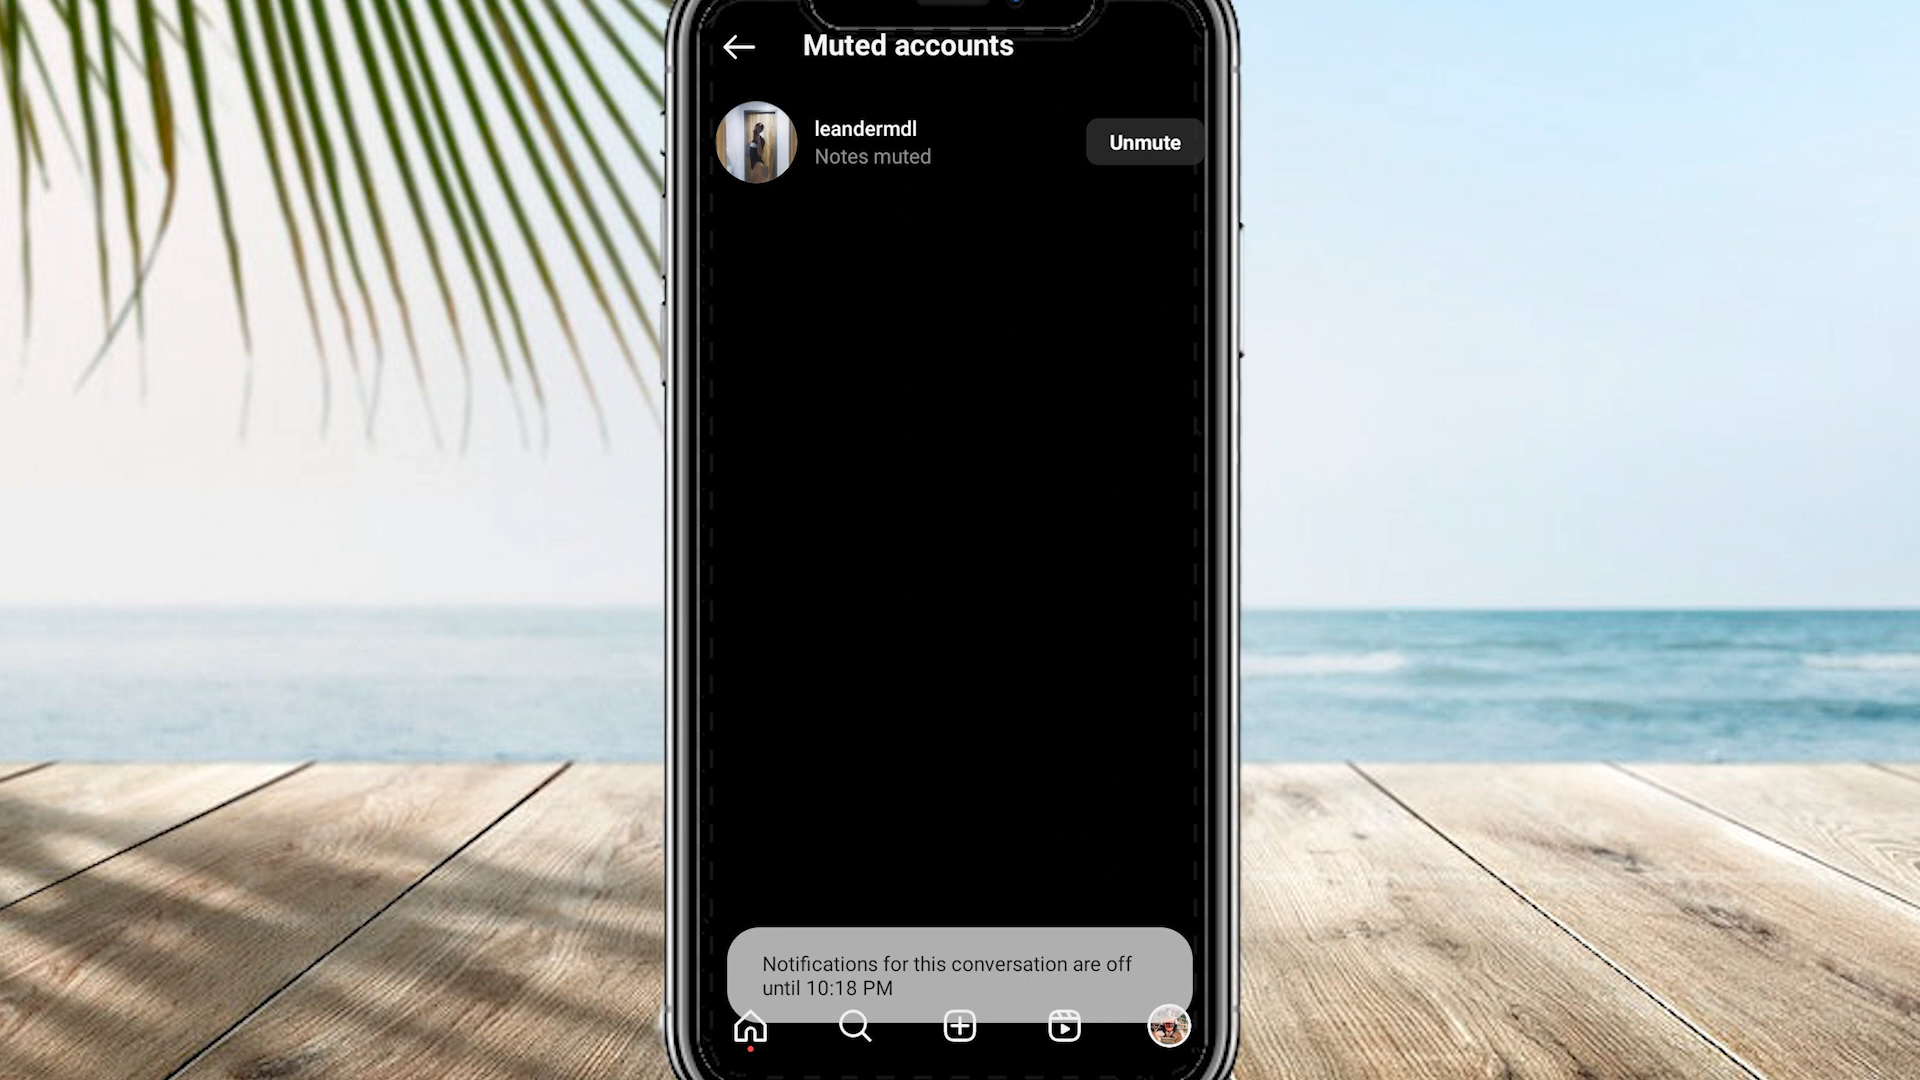 Muted accounts
leandermdl
Notes muted
Unmute
Notifications for this conversation are off
until 10:18 PM